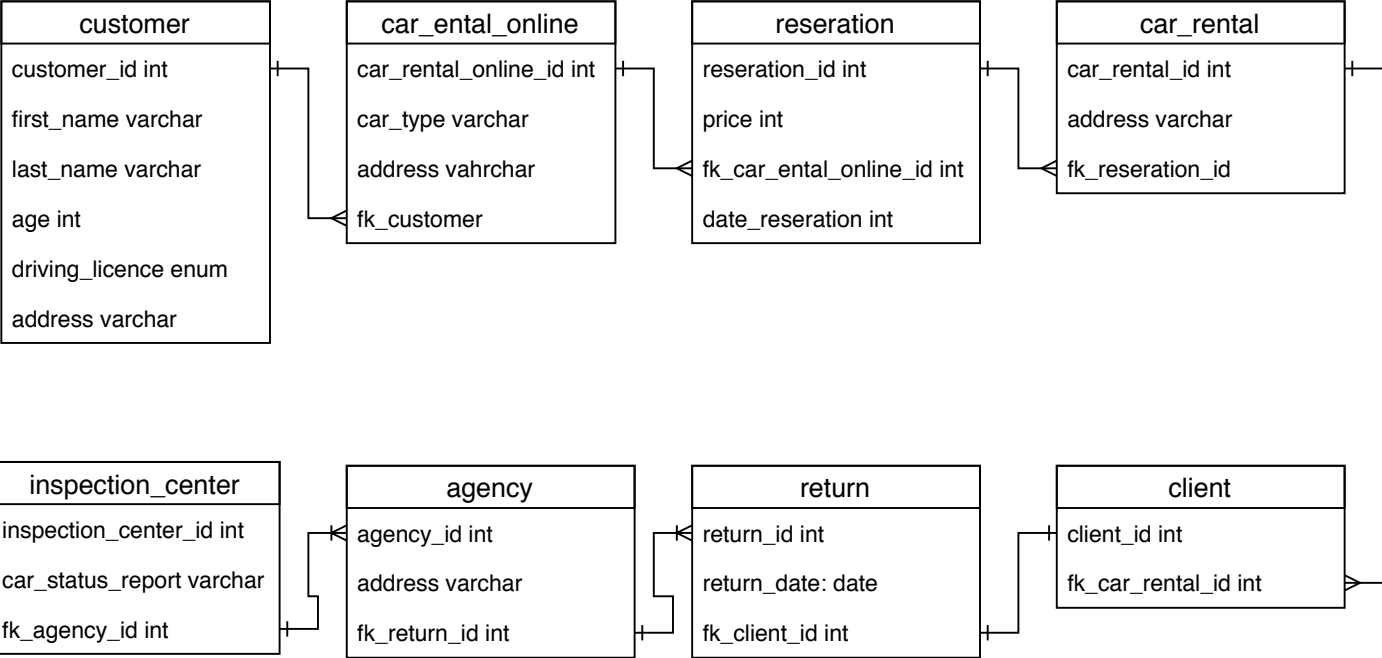 customer
customer_id int
first_name varchar
last_name varchar
age int
driving_licence enum
address varchar
car_ental_online
car_rental_online_id int
car_type varchar
address vahrchar
fk_customer
reseration
reseration_id int
price int
fk_car_ental_online_id int
date_reseration int
car_rental
car_rental_id int
address varchar
fk_reseration_id
inspection_center
inspection_center_id int
car_status_report varchar
fk_agency_id int
agency
agency_id int
address varchar
fk_return_id int
return
return_id int
return_date: date
fk_client_id int
client
client_id int
fk_car_rental_id int